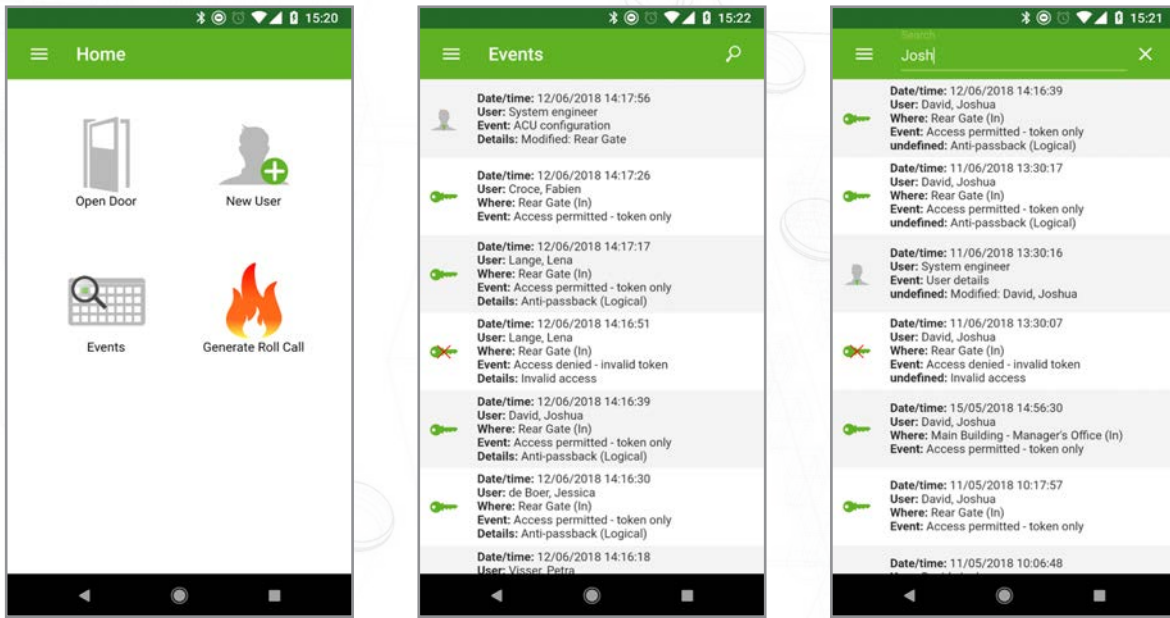 15:20
Home
Open Door
New User
Events
Generate Roll Call
15:22
Events
Date/time: 12/06/2018 14:17:56
User: System engineer
Event: ACU configuration
Details: Modified: Rear Gate
Date/time: 12/06/2018 14:17:26
User: Croce, Fabien
Where: Rear Gate (In)
Event: Access permitted - token only
Date/time: 12/06/2018 14:17:17
User: Lange, Lena
Where: Rear Gate (In)
Event: Access permitted - token only
Details: Anti-passback (Logical)
Date/time: 12/06/2018 14:16:51
User: Lange, Lena
Where: Rear Gate (In)
Event: Access denied - invalid token
Details: Invalid access
Date/time: 12/06/2018 14:16:39
User: David, Joshua
Where: Rear Gate (In)
Event: Access permitted - token only
Details: Anti-passback (Logical)
Date/time: 12/06/2018 14:16:30
User: de Boer, Jessica
Where: Rear Gate (In)
Event: Access permitted - token only
Details: Anti-passback (Logical)
Date/time: 12/06/2018 14:16:18
User: Visser, Petra
15:21
Search
Josh
Date/time: 12/06/2018 14:16:39
User: David, Joshua
Where: Rear Gate (In)
Event: Access permitted - token only
undefined: Anti-passback (Logical)
Date/time: 11/06/2018 13:30:17
User: David, Joshua
Where: Rear Gate (In)
Event: Access permitted - token only
undefined: Anti-passback (Logical)
Date/time: 11/06/2018 13:30:16
User: System engineer
Event: User details
undefined: Modified: David, Joshua
Date/time: 11/06/2018 13:30:07
User: David, Joshua
Where: Rear Gate (In)
Event: Access denied - invalid token
undefined: Invalid access
Date/time: 15/05/2018 14:56:30
User: David, Joshua
Where: Main Building - Manager's Office (In)
Event: Access permitted - token only
Date/time: 11/05/2018 10:17:57
User: David, Joshua
Where: Rear Gate (In)
Event: Access permitted - token only
Date/time: 11/05/2018 10:06:48